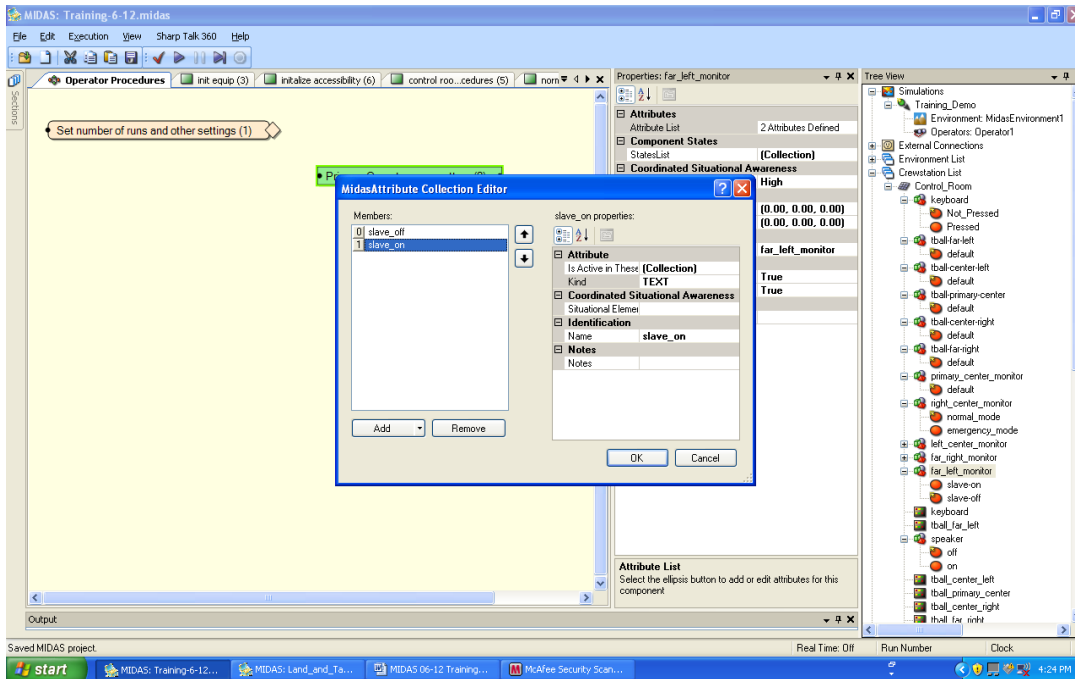 MIDAS: Training-6-12.midas
File Edit Execution View Sharp Talk 360 Help
Operator Procedures init equip (3) initalize accessibility (6) control roo...cedures (5) norn
Sections
Set number of runs and other settings (1)
Properties: far_left_monitor
Attributes
Attribute List 2 Attributes Defined
Component States
StatesList (Collection)
Coordinated Situational Awareness
High
(0.00, 0.00, 0.00)
(0.00, 0.00, 0.00)
far_left_monitor
True
True
Attribute List
Select the ellipsis button to add or edit attributes for this
component
MidasAttribute Collection Editor
Members:
0 slave_off
1 slave_on
Add
Remove
slave_on properties:
Attribute
Is Active in These (Collection)
Kind TEXT
Coordinated Situational Awareness
Situational Elemer
Identification
Name slave_on
Notes
Notes
OK
Cancel
Tree View
Simulations
Training_Demo
Environment: MidasEnvironment1
Operators: Operator1
External Connections
Environment List
Crewstation List
Control_Room
keyboard
Not_Pressed
Pressed
tball-far-left
default
tball-center-left
default
tball-primary-center
default
tball-center-right
default
tball-far-right
default
primary_center_monitor
default
right_center_monitor
normal_mode
emergency_mode
left_center_monitor
far_right_monitor
far_left_monitor
slave-on
slave-off
keyboard
tball_far_left
speaker
off
on
tball_center_left
tball_primary_center
tball_center_right
tball_far_right
Output
Saved MIDAS project.
Real Time: Off Run Number Clock
start MIDAS: Training-6-12... MIDAS: Land_and_Ta... MIDAS 06-12 Training... McAfee Security Scan... 4:24 PM